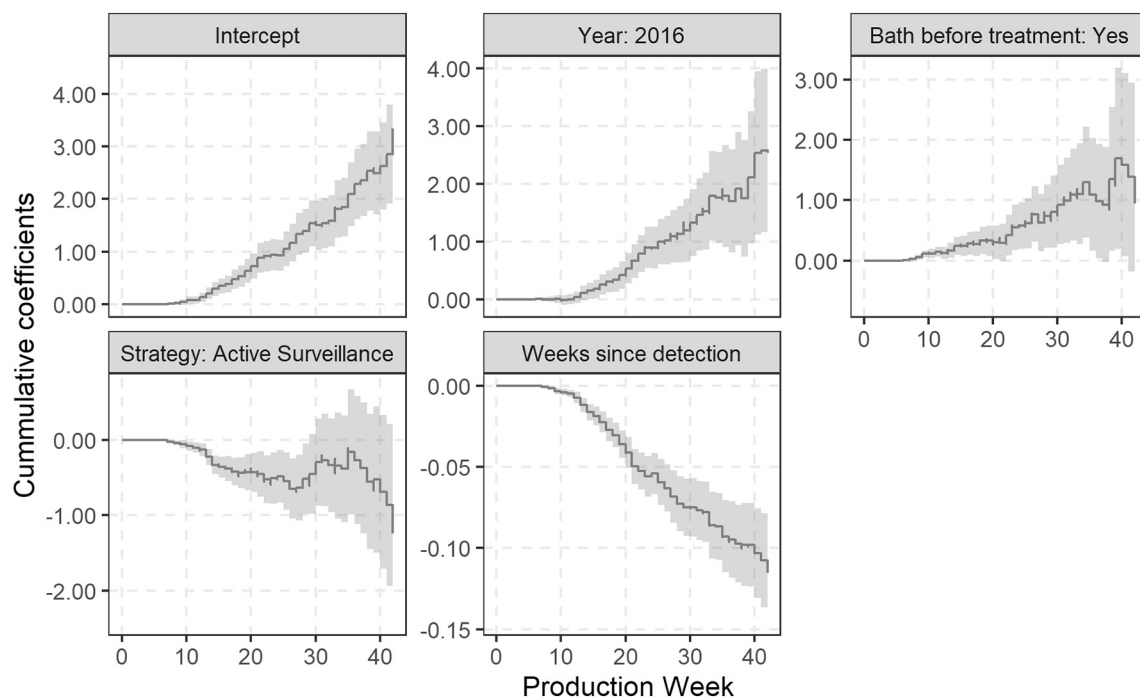 Intercept
Year: 2016
Bath before treatment: Yes
4.00
3.00
2.00
1.00
0.00
4.00
3.00
2.00
1.00
0.00
3.00
2.00
1.00
0.00
0 10 20 30 40
Strategy: Active Surveillance
Weeks since detection
0.00
-1.00
-2.00
0 10 20 30 40
0.00
-0.05
-0.10
-0.15
0 10 20 30 40
Cummulative coefficients
Production Week